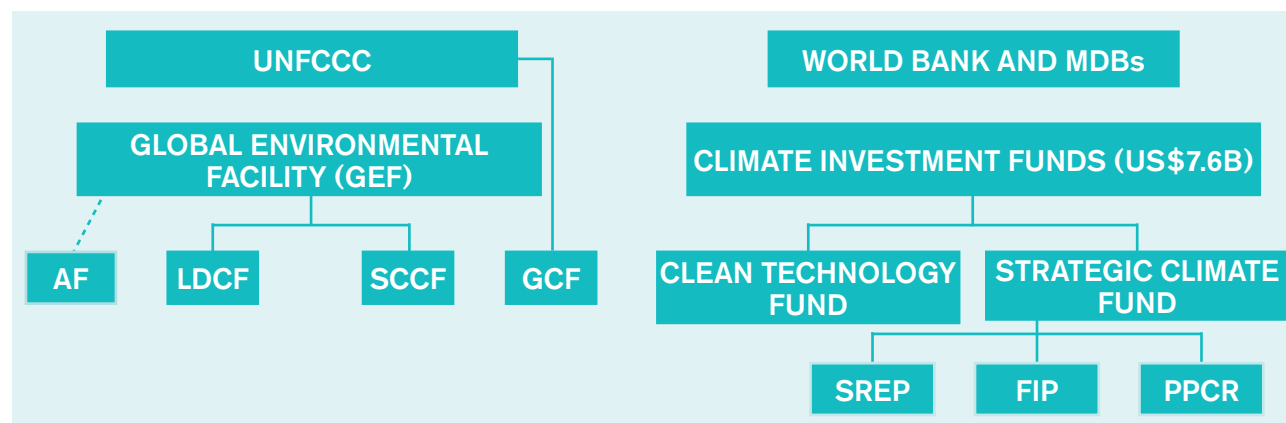 UNFCCC
GLOBAL ENVIRONMENTAL
FACILITY (GEF)
AF
LDCF
SCCF
GCF
WORLD BANK AND MDBs
CLIMATE INVESTMENT FUNDS (US$7.6B)
CLEAN TECHNOLOGY
FUND
STRATEGIC CLIMATE
FUND
SREP
FIP
PPCR